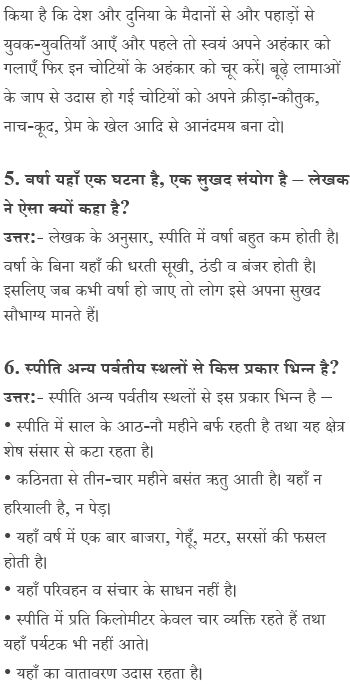 किया है कि देश और दुनिया के मैदानों से और पहाड़ों से
युवक-युवतियाँ आएँ और पहले तो स्वयं अपने अहंकार को
गलाएँ फिर इन चोटियों के अहंकार को चूर करें। बूढ़े लामाओं
के जाप से उदास हो गई चोटियों को अपने क्रीड़ा-कौतुक,
नाच-कूद, प्रेम के खेल आदि से आनंदमय बना दो।
5. वर्षा यहाँ एक घटना है, एक सुखद संयोग है – लेखक
ने ऐसा क्यों कहा है?
उत्तर:- लेखक के अनुसार, स्पीति में वर्षा बहुत कम होती है।
वर्षा के बिना यहाँ की धरती सूखी, ठंडी व बंजर होती है।
इसलिए जब कभी वर्षा हो जाए तो लोग इसे अपना सुखद
सौभाग्य मानते हैं।
6. स्पीति अन्य पर्वतीय स्थलों से किस प्रकार भिन्न है?
उत्तर:- स्पीति अन्य पर्वतीय स्थलों से इस प्रकार भिन्न है –
• स्पीति में साल के आठ-नौ महीने बर्फ रहती है तथा यह क्षेत्र
शेष संसार से कटा रहता है।
• कठिनता से तीन-चार महीने बसंत ऋतु आती है। यहाँ न
हरियाली है, न पेड़।
• यहाँ वर्ष में एक बार बाजरा, गेहूँ, मटर, सरसों की फसल
होती है।
• यहाँ परिवहन व संचार के साधन नहीं है।
• स्पीति में प्रति किलोमीटर केवल चार व्यक्ति रहते हैं तथा
यहाँ पर्यटक भी नहीं आते।
• यहाँ का वातावरण उदास रहता है।